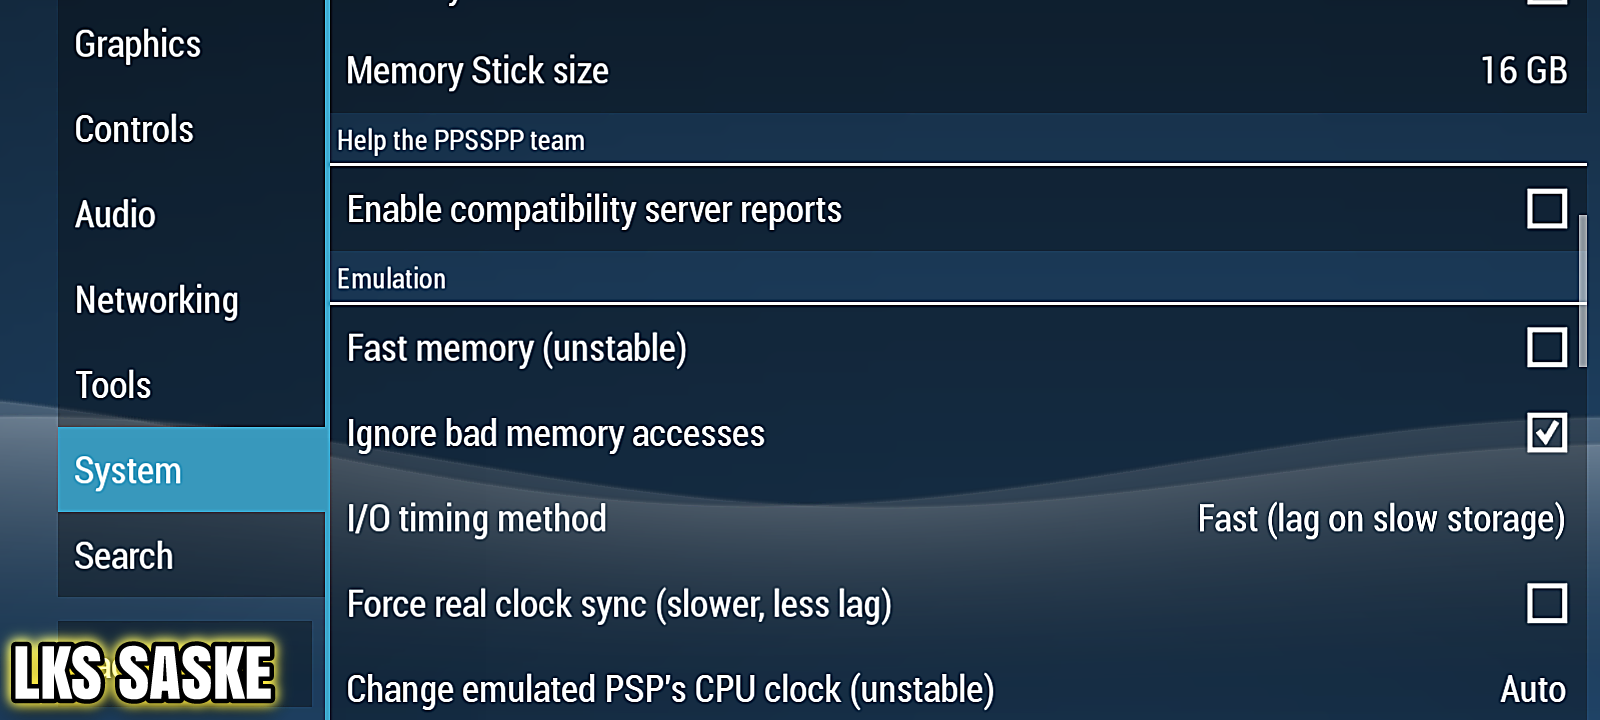 Graphics
Controls
Audio
Networking
Tools
System
Search
LKS SASKE
Memory Stick size 16 GB
Help the PPSSPP team
Enable compatibility server reports
Emulation
Fast memory (unstable)
Ignore bad memory accesses
I/O timing method Fast (lag on slow storage)
Force real clock sync (slower, less lag)
Change emulated PSP's CPU clock (unstable) Auto